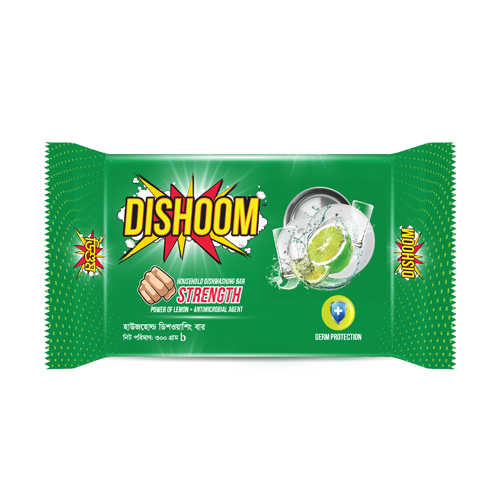 DISHOOM
HOUSEHOLD DISHWASHING BAR
STRENGTH
POWER OF LEMON + ANTIMICROBIAL AGENT
হাউজহোল্ড ডিশওয়াশিং বার
নিট পরিমাণ: ৩০০ গ্রাম b
GERM PROTECTION
ঢিশুম
DISHOOM